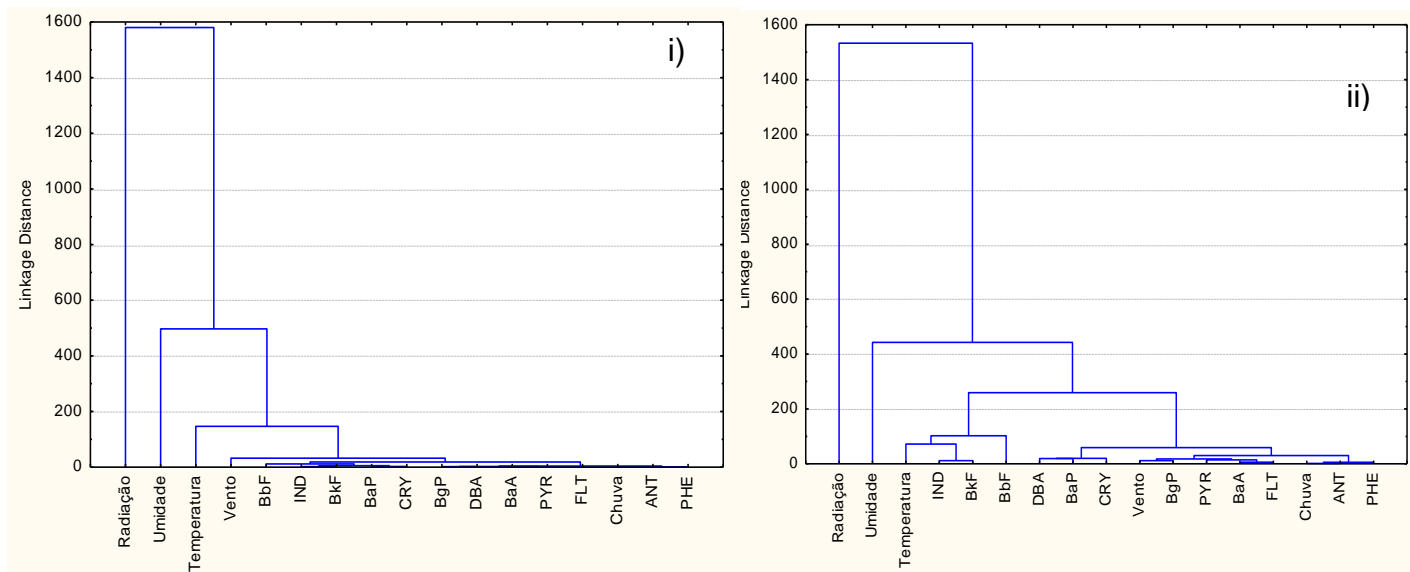 i)
Linkage Distance
1600
1400
1200
1000
800
600
400
200
0
Radiação
Umidade
Temperatura
Vento
BbF
IND
BkF
BaP
CRY
BgP
DBA
BaA
PYR
FLT
Chuva
ANT
PHE
ii)
Linkage Distance
1600
1400
1200
1000
800
600
400
200
0
Radiação
Umidade
Temperatura
IND
BkF
BbF
DBA
BaP
CRY
Vento
BgP
PYR
BaA
FLT
Chuva
ANT
PHE